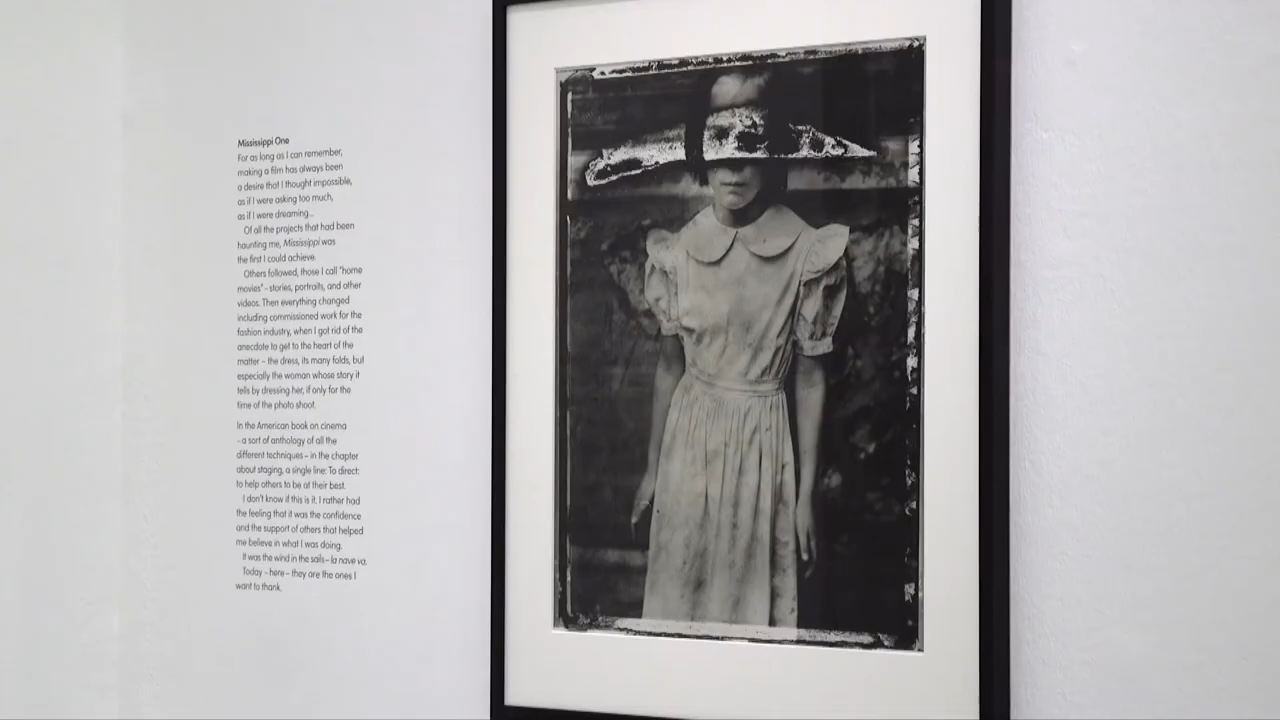 Mississippi One
For as long as I can remember,
making a film has always been
a desire that I thought impossible,
as if I were asking too much,
as if I were dreaming...
Of all the projects that had been
haunting me, Mississippi was
the first I could achieve.
Others followed, those I call "home
movies" – stories, portraits, and other
videos. Then everything changed
including commissioned work for the
fashion industry, when I got rid of the
anecdote to get to the heart of the
matter – the dress, its many folds, but
especially the woman whose story it
tells by dressing her, if only for the
time of the photo shoot.
In the American book on cinema
– a sort of anthology of all the
different techniques – in the chapter
about staging, a single line: To direct:
to help others to be at their best.
I don't know if this is it. I rather had
the feeling that it was the confidence
and the support of others that helped
me believe in what I was doing.
It was the wind in the sails – la nave va.
Today – here – they are the ones I
want to thank.